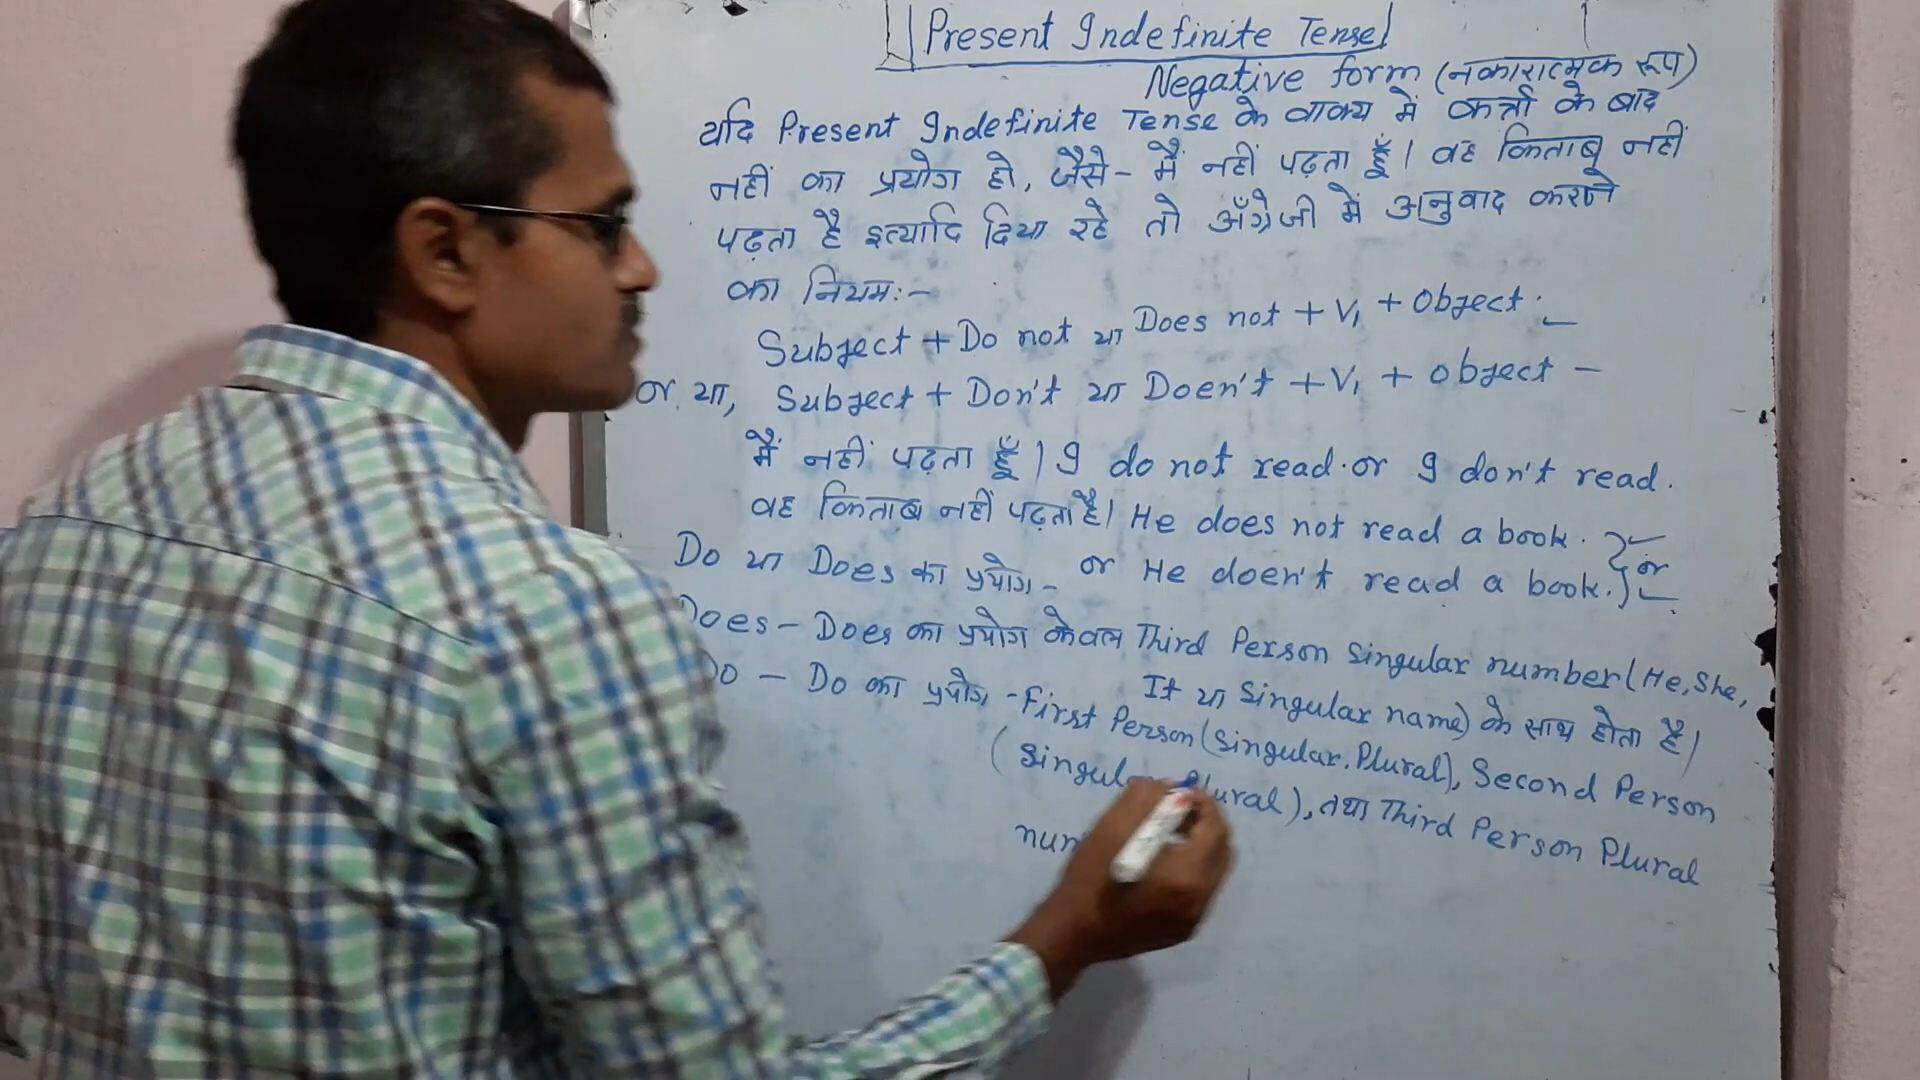 Present Indefinite Tense
Negative form (नकारात्मक रूप)
यदि Present Indefinite Tense के वाक्य में कर्त्ता के बाद
नहीं का प्रयोग हो, जैसे- मैं नहीं पढ़ता हूँ। वह किताब नहीं
पढ़ता है इत्यादि दिया रहे तो अँग्रेजी में अनुवाद करने
का नियम:-
Subject + Do not या Does not + V₁ + Object.
or या, Subject + Don't या Doen't + V₁ + object -
मैं नहीं पढ़ता हूँ। I do not read. or I don't read.
वह किताब नहीं पढ़ता है। He does not read a book.
Do या Does का प्रयोग- or He doen't read a book. } or
Does - Does का प्रयोग केवल Third Person Singular number (He, She,
It या Singular name) के साथ होता है।
Do - Do का प्रयोग - First Person (Singular. Plural), Second Person
(Singular Plural), तथा Third Person Plural
num